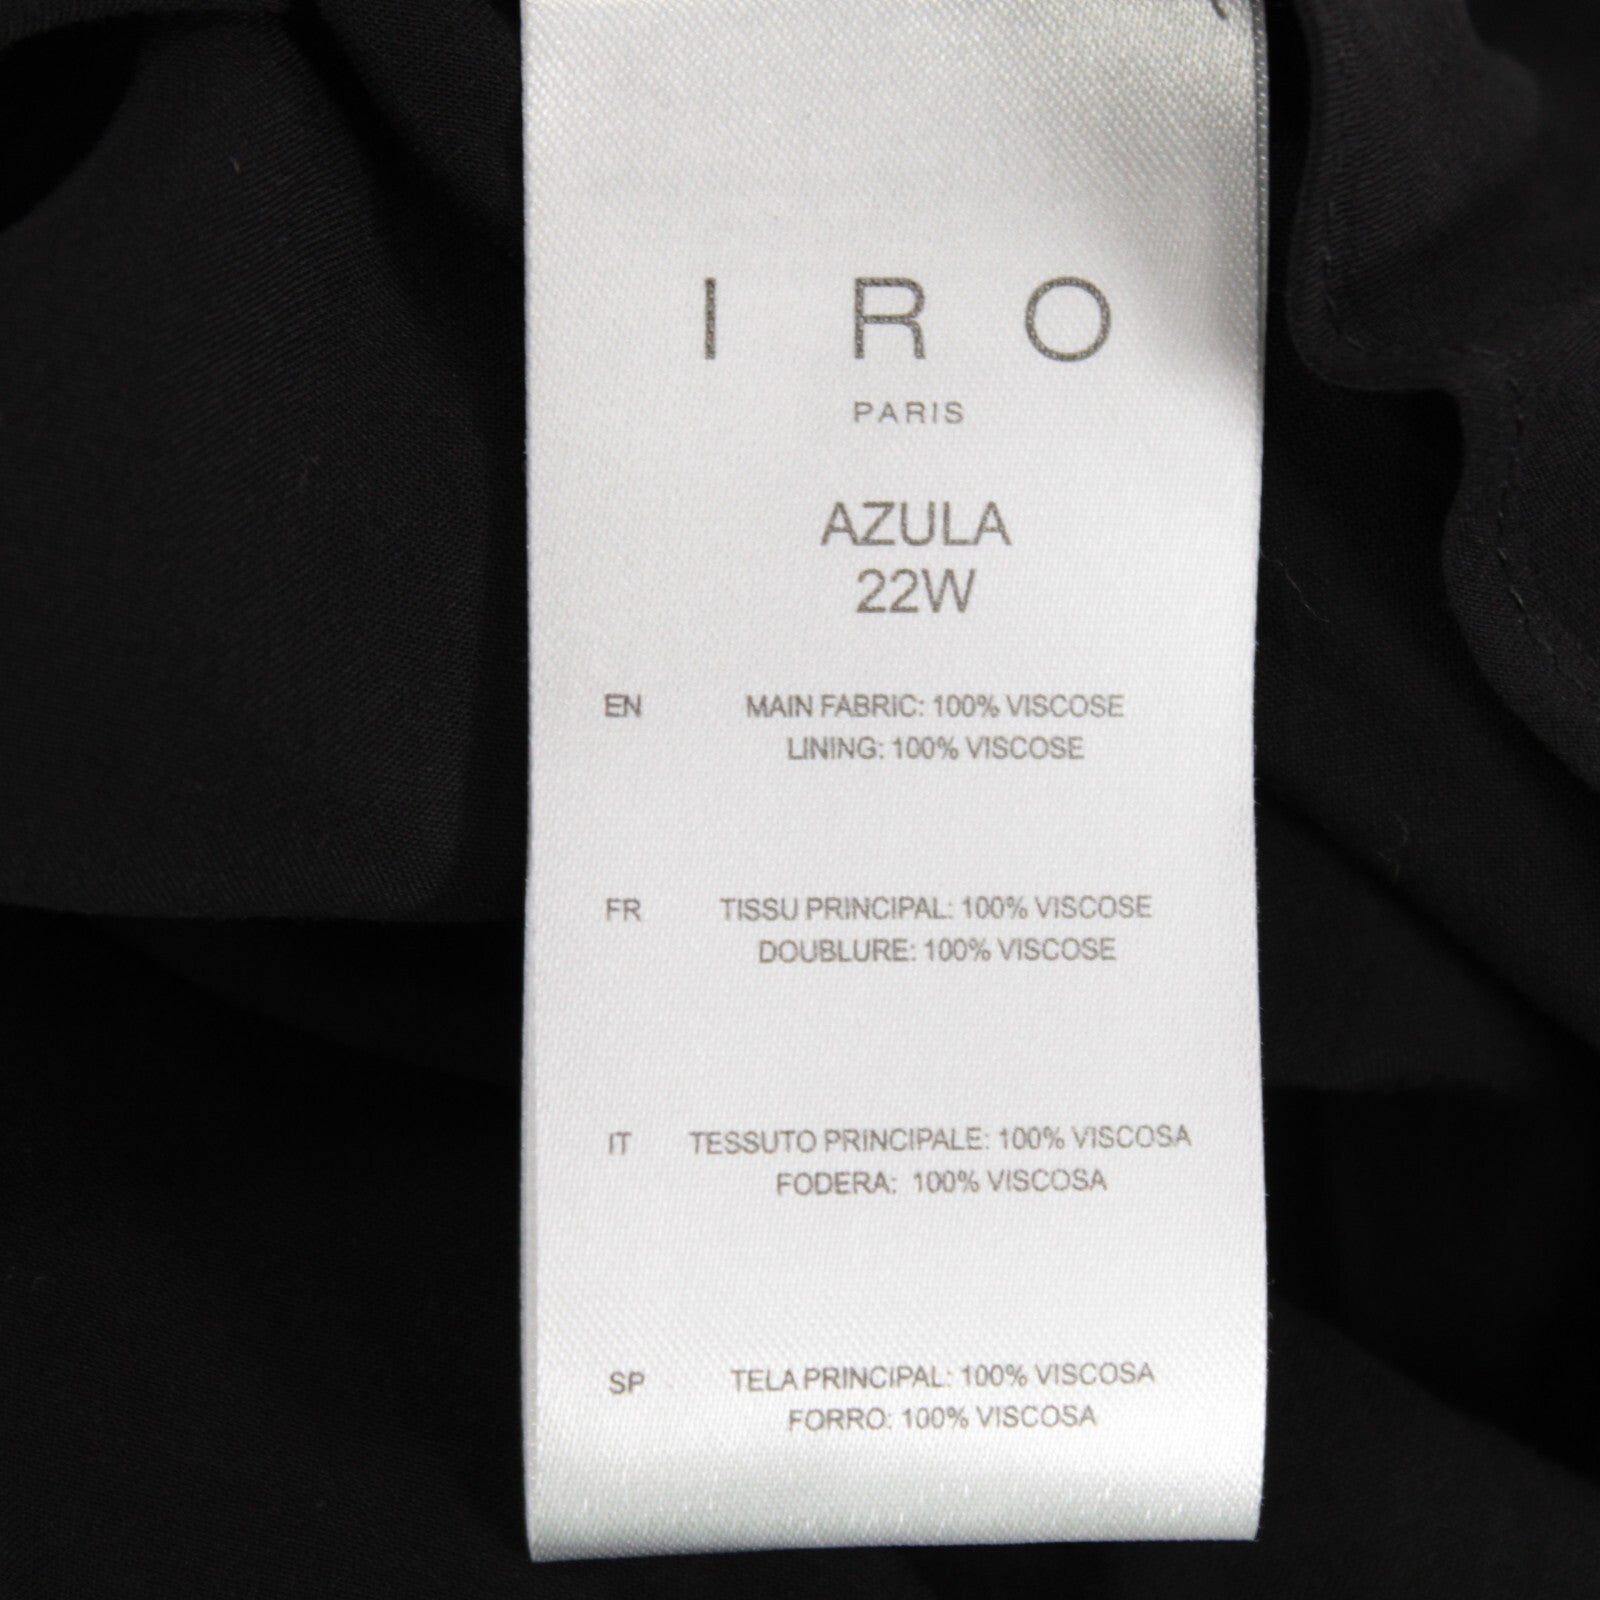 IRO
PARIS
AZULA
22W
EN MAIN FABRIC: 100% VISCOSE
LINING: 100% VISCOSE
FR TISSU PRINCIPAL: 100% VISCOSE
DOUBLURE: 100% VISCOSE
IT TESSUTO PRINCIPALE: 100% VISCOSA
FODERA: 100% VISCOSA
SP TELA PRINCIPAL: 100% VISCOSA
FORRO: 100% VISCOSA